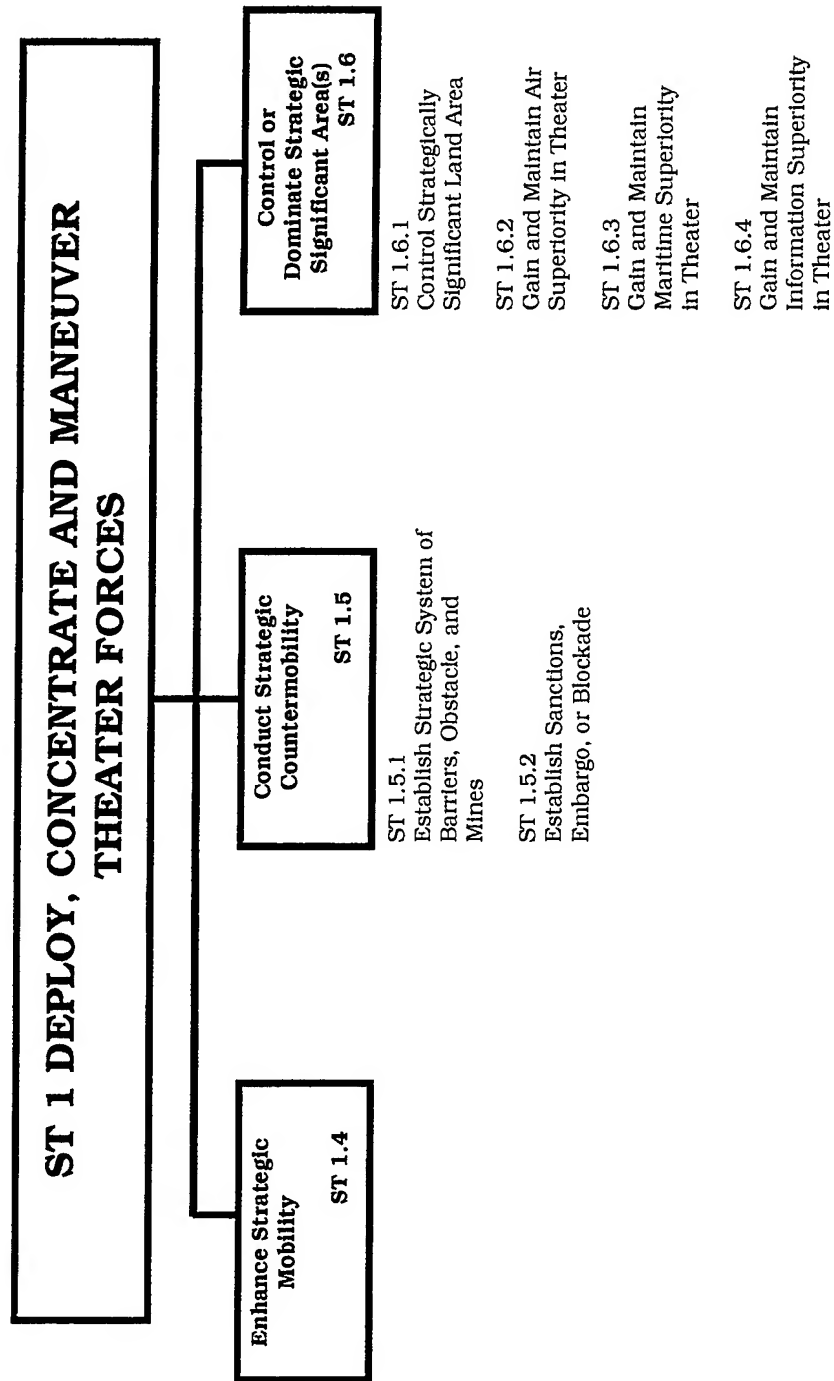 ST 1 DEPLOY, CONCENTRATE AND MANEUVER
THEATER FORCES
Enhance Strategic
Mobility
ST 1.4
Conduct Strategic
Countermobility
ST 1.5
ST 1.5.1
Establish Strategic System of
Barriers, Obstacle, and
Mines
ST 1.5.2
Establish Sanctions,
Embargo, or Blockade
Control or
Dominate Strategic
Significant Area(s)
ST 1.6
ST 1.6.1
Control Strategically
Significant Land Area
ST 1.6.2
Gain and Maintain Air
Superiority in Theater
ST 1.6.3
Gain and Maintain
Maritime Superiority
in Theater
ST 1.6.4
Gain and Maintain
Information Superiority
in Theater